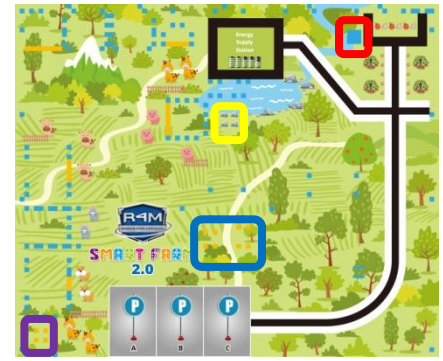 Energy
Supply
Station
R4M
SMART FARM
2.0
P
P
P
A
B
C